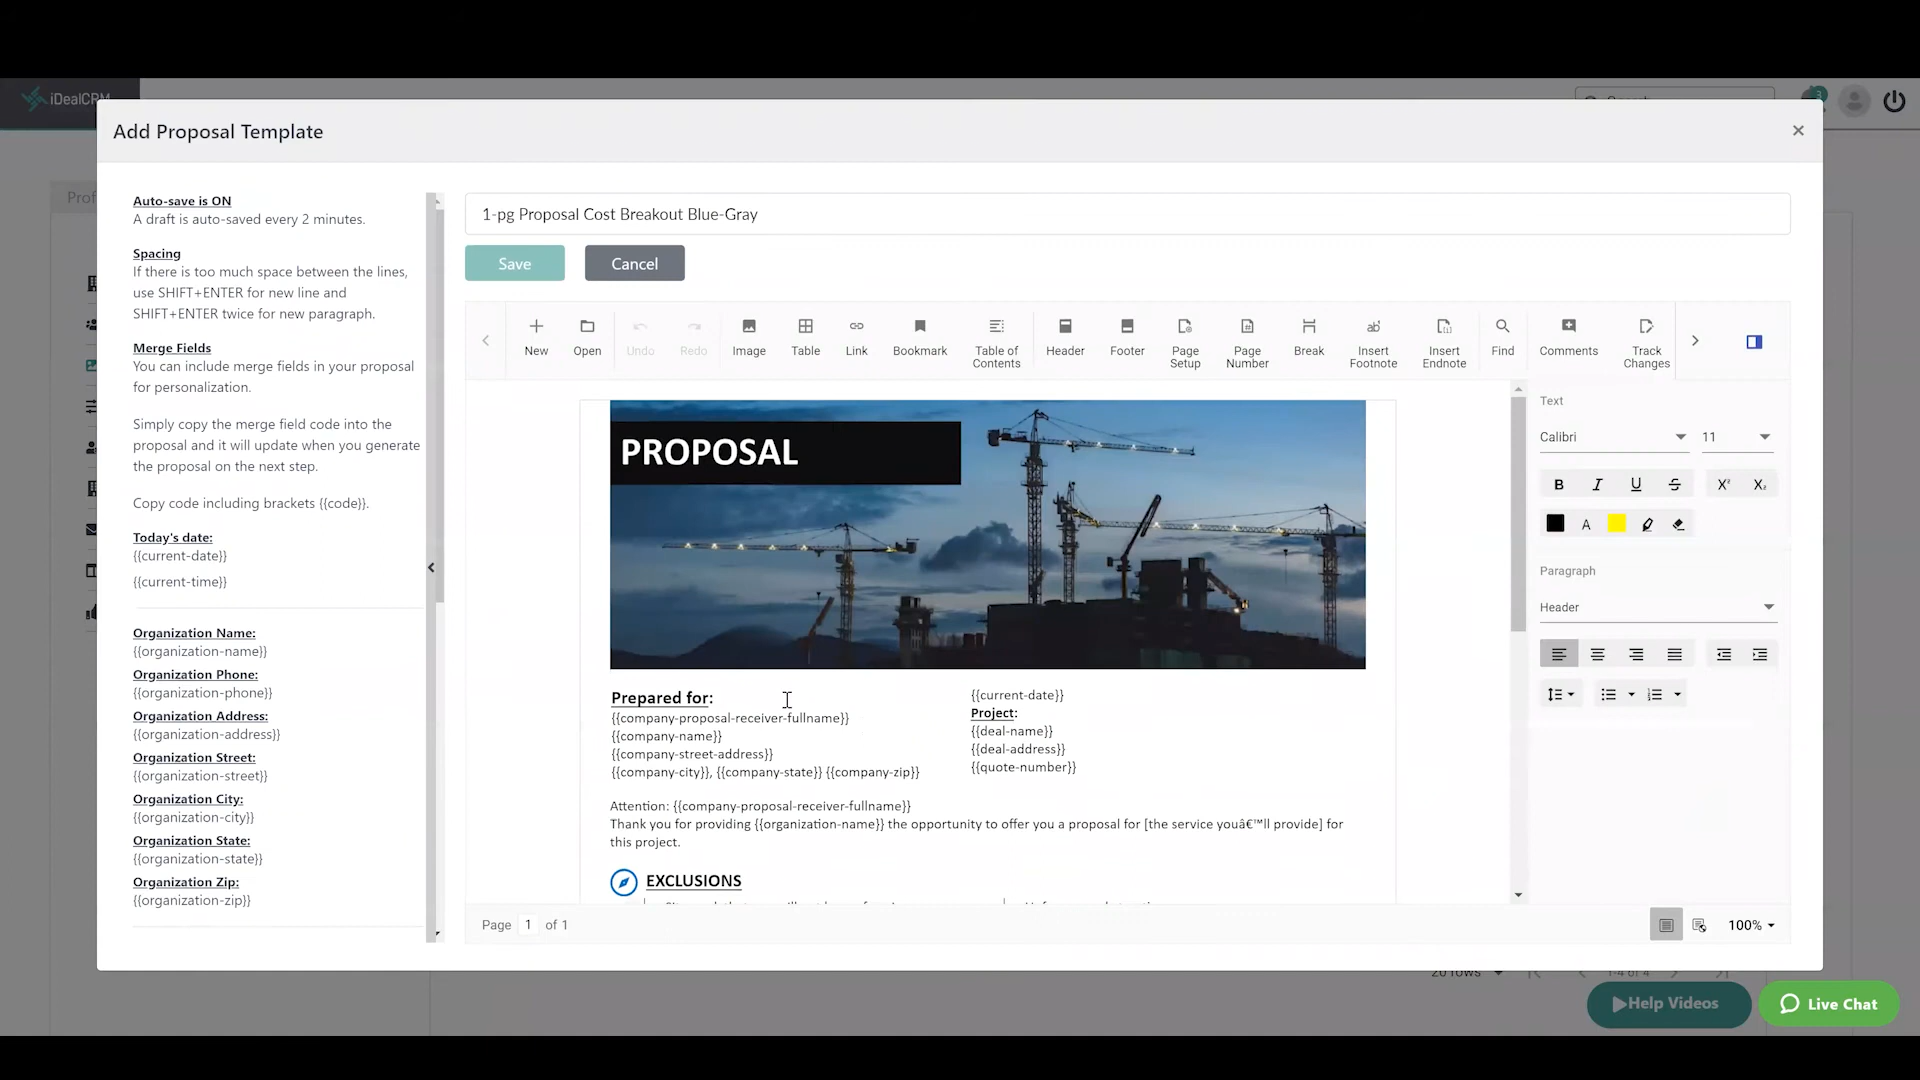 iDealCRM
3
Add Proposal Template
×
Prof
Auto-save is ON
A draft is auto-saved every 2 minutes.
Spacing
If there is too much space between the lines,
use SHIFT+ENTER for new line and
SHIFT+ENTER twice for new paragraph.
Merge Fields
You can include merge fields in your proposal
for personalization.
Simply copy the merge field code into the
proposal and it will update when you generate
the proposal on the next step.
Copy code including brackets {{code}}.
Today's date:
{{current-date}}
{{current-time}}
Organization Name:
{{organization-name}}
Organization Phone:
{{organization-phone}}
Organization Address:
{{organization-address}}
Organization Street:
{{organization-street}}
Organization City:
{{organization-city}}
Organization State:
{{organization-state}}
Organization Zip:
{{organization-zip}}
1-pg Proposal Cost Breakout Blue-Gray
Save Cancel
New Open Undo Redo Image Table Link Bookmark Table of Contents Header Footer Page Setup Page Number Break Insert Footnote Insert Endnote Find Comments Track Changes
PROPOSAL
Prepared for:
{{company-proposal-receiver-fullname}}
{{company-name}}
{{company-street-address}}
{{company-city}}, {{company-state}} {{company-zip}}
{{current-date}}
Project:
{{deal-name}}
{{deal-address}}
{{quote-number}}
Attention: {{company-proposal-receiver-fullname}}
Thank you for providing {{organization-name}} the opportunity to offer you a proposal for [the service youâ€™ll provide] for
this project.
EXCLUSIONS
Text
Calibri 11
B I U S X² X₂
A
Paragraph
Header
Page 1 of 1
100%
20 rows
1-4 of 4
Help Videos
Live Chat